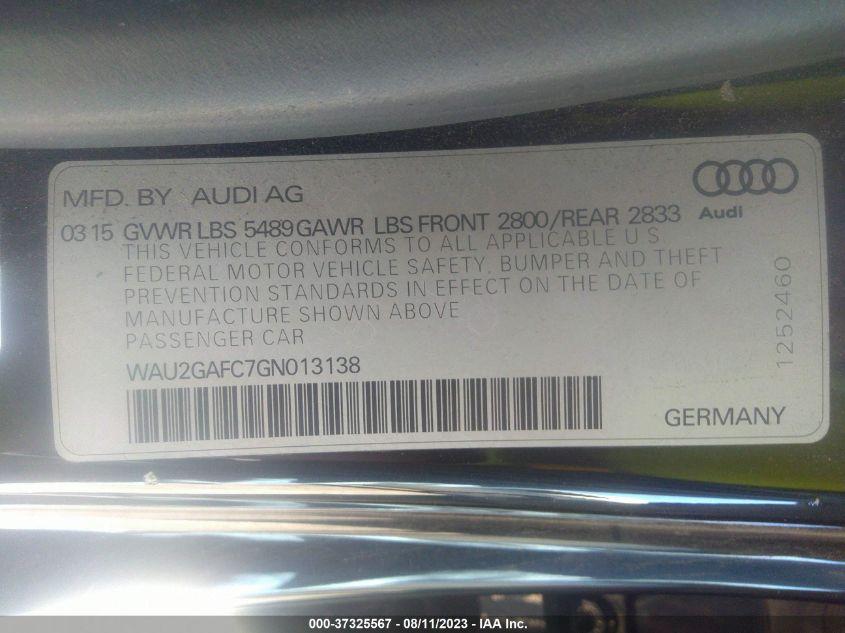 MFD. BY AUDI AG
Audi
03 15 GVWR LBS 5489 GAWR LBS FRONT 2800/REAR 2833
THIS VEHICLE CONFORMS TO ALL APPLICABLE U S
FEDERAL MOTOR VEHICLE SAFETY, BUMPER AND THEFT
PREVENTION STANDARDS IN EFFECT ON THE DATE OF
MANUFACTURE SHOWN ABOVE
PASSENGER CAR
WAU2GAFC7GN013138
1252460
GERMANY
000-37325567 - 08/11/2023 - IAA Inc.